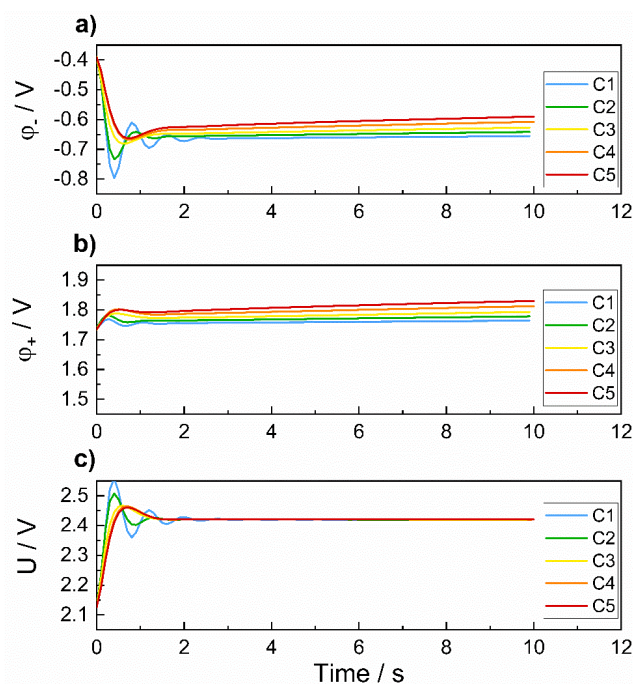 a)
φ- / V
-0.4
-0.5
-0.6
-0.7
-0.8
0 2 4 6 8 10 12
C1
C2
C3
C4
C5
b)
φ+ / V
1.9
1.8
1.7
1.6
1.5
0 2 4 6 8 10 12
C1
C2
C3
C4
C5
c)
U / V
2.5
2.4
2.3
2.2
2.1
0 2 4 6 8 10 12
C1
C2
C3
C4
C5
Time / s